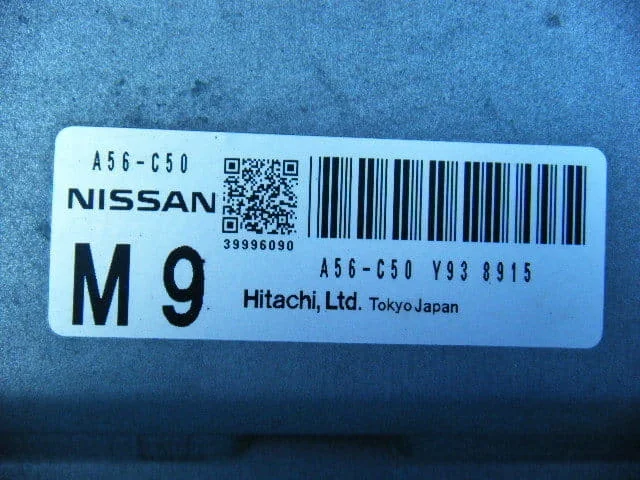 A56-C50
NISSAN
39996090
M 9
A56-C50 Y93 8915
Hitachi, Ltd. Tokyo Japan